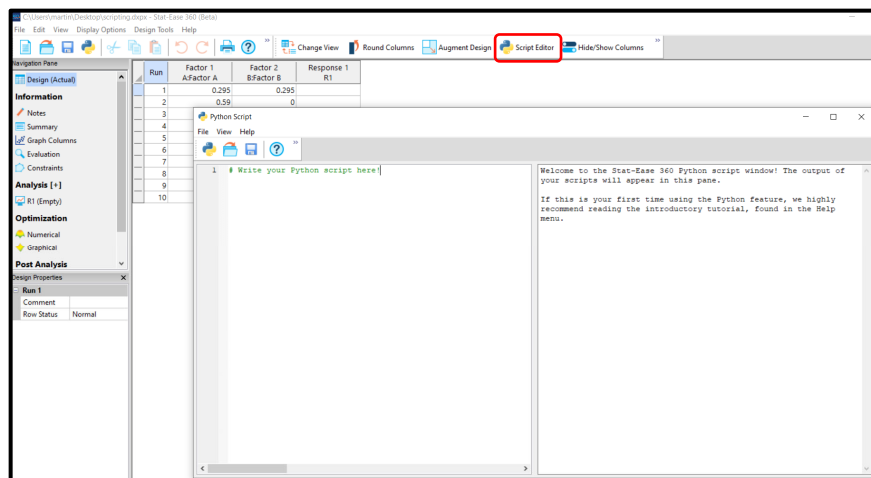 C:\Users\martin\Desktop\scripting.dxpx - Stat-Ease 360 (Beta)
File Edit View Display Options Design Tools Help
Change View Round Columns Augment Design Script Editor Hide/Show Columns
Navigation Pane
Design (Actual)
Information
Notes
Summary
Graph Columns
Evaluation
Constraints
Analysis [+]
R1 (Empty)
Optimization
Numerical
Graphical
Post Analysis
Design Properties
Run 1
Comment
Row Status Normal
Run Factor 1 A:Factor A Factor 2 B:Factor B Response 1 R1
1 0.295 0.295
2 0.59 0
3
4
5
6
7
8
9
10
Python Script
File View Help
1 # Write your Python script here!
Welcome to the Stat-Ease 360 Python script window! The output of
your scripts will appear in this pane.
If this is your first time using the Python feature, we highly
recommend reading the introductory tutorial, found in the Help
menu.